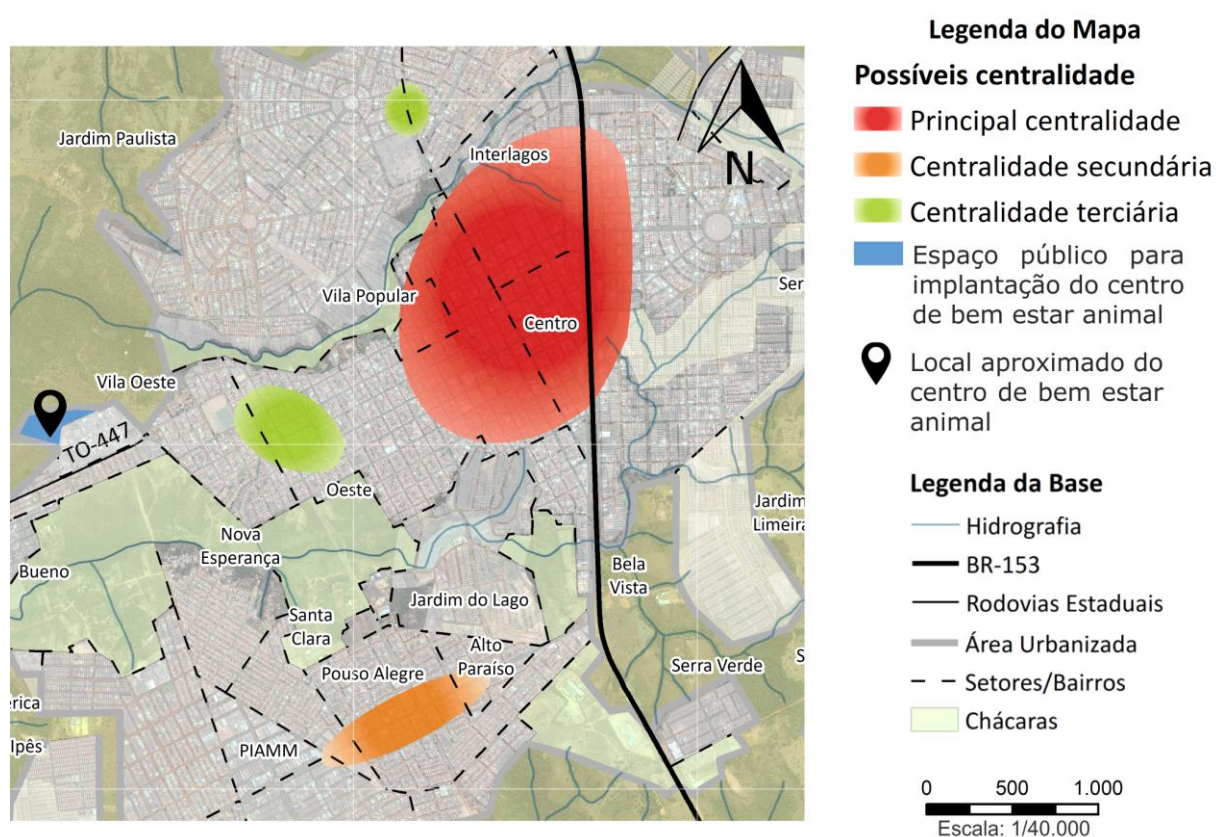 Jardim Paulista
Interlagos
N
Vila Popular
Centro
Ser
Vila Oeste
TO-447
Oeste
Nova
Esperança
Bueno
Jardim
Limeira
Bela
Vista
Santa
Clara
Jardim do Lago
Alto
Paraíso
Pouso Alegre
Serra Verde
S
erica
Ipês
PIAMM
Legenda do Mapa
Possíveis centralidade
Principal centralidade
Centralidade secundária
Centralidade terciária
Espaço público para
implantação do centro
de bem estar animal
Local aproximado do
centro de bem estar
animal
Legenda da Base
Hidrografia
BR-153
Rodovias Estaduais
Área Urbanizada
Setores/Bairros
Chácaras
0 500 1.000
Escala: 1/40.000